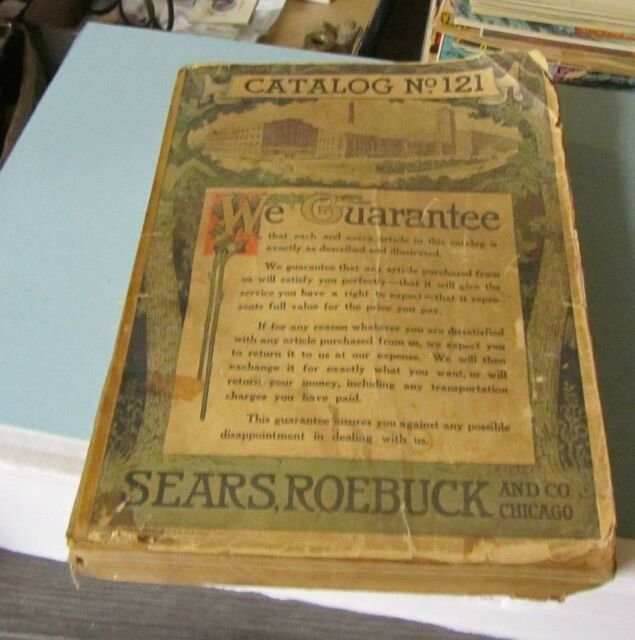 CATALOG No 121
We Guarantee
that each and every article in this catalog is
exactly as described and illustrated.
We guarantee that any article purchased from
us will satisfy you perfectly—that it will give the
service you have a right to expect—that it repre-
sents full value for the price you pay.
If for any reason whatever you are dissatisfied
with any article purchased from us, we expect you
to return it to us at our expense. We will then
exchange it for exactly what you want, or will
return your money, including any transportation
charges you have paid.
This guarantee insures you against any possible
disappointment in dealing with us.
SEARS, ROEBUCK AND CO.
CHICAGO